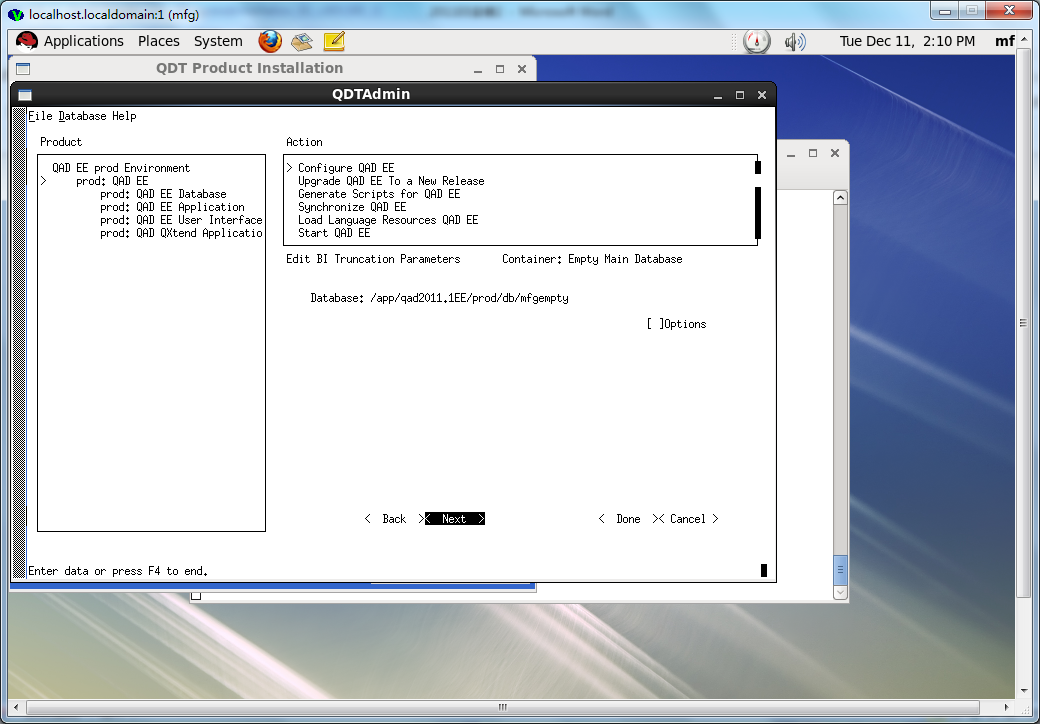 localhost.localdomain:1 (mfg)
Applications Places System
Tue Dec 11, 2:10 PM mf
QDT Product Installation
QDTAdmin
File Database Help
Product
QAD EE prod Environment
> prod: QAD EE
prod: QAD EE Database
prod: QAD EE Application
prod: QAD EE User Interface
prod: QAD QXtend Applicatio
Action
> Configure QAD EE
Upgrade QAD EE To a New Release
Generate Scripts for QAD EE
Synchronize QAD EE
Load Language Resources QAD EE
Start QAD EE
Edit BI Truncation Parameters Container: Empty Main Database
Database: /app/qad2011.1EE/prod/db/mfgempty
[ ]Options
< Back >< Next > < Done >< Cancel >
Enter data or press F4 to end.